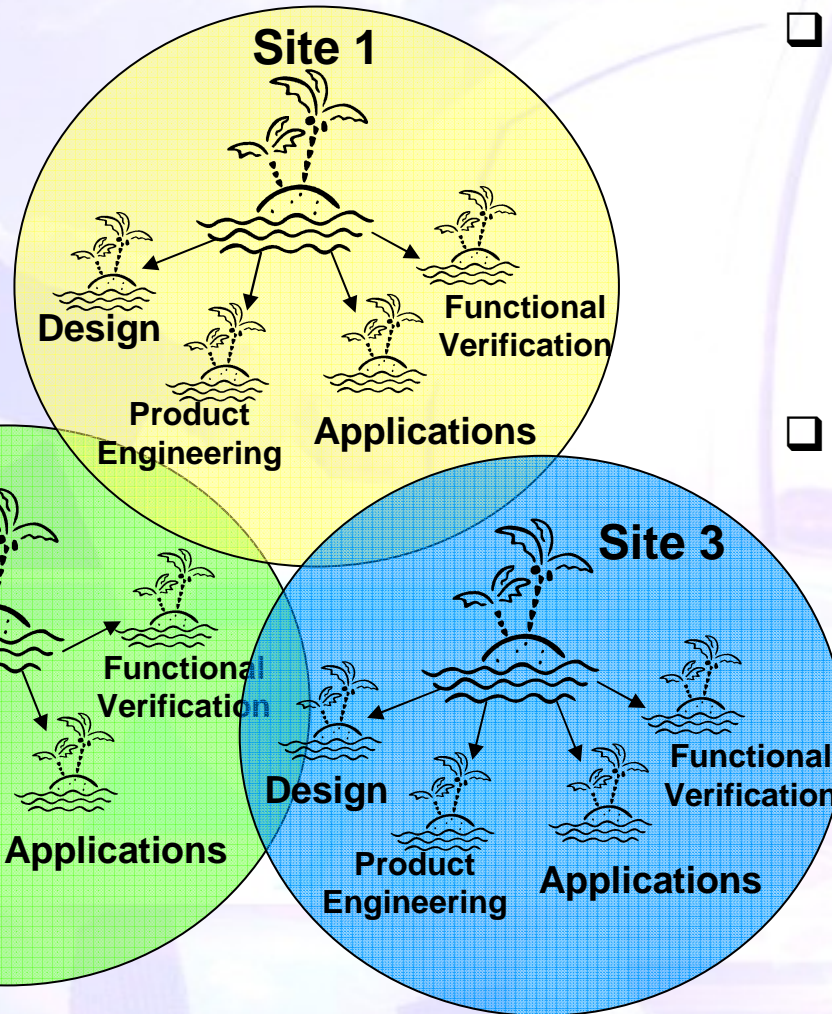 Site 1
Design
Functional
Verification
Product
Engineering
Applications
Functional
Verification
Applications
Site 3
Design
Functional
Verification
Product
Engineering
Applications